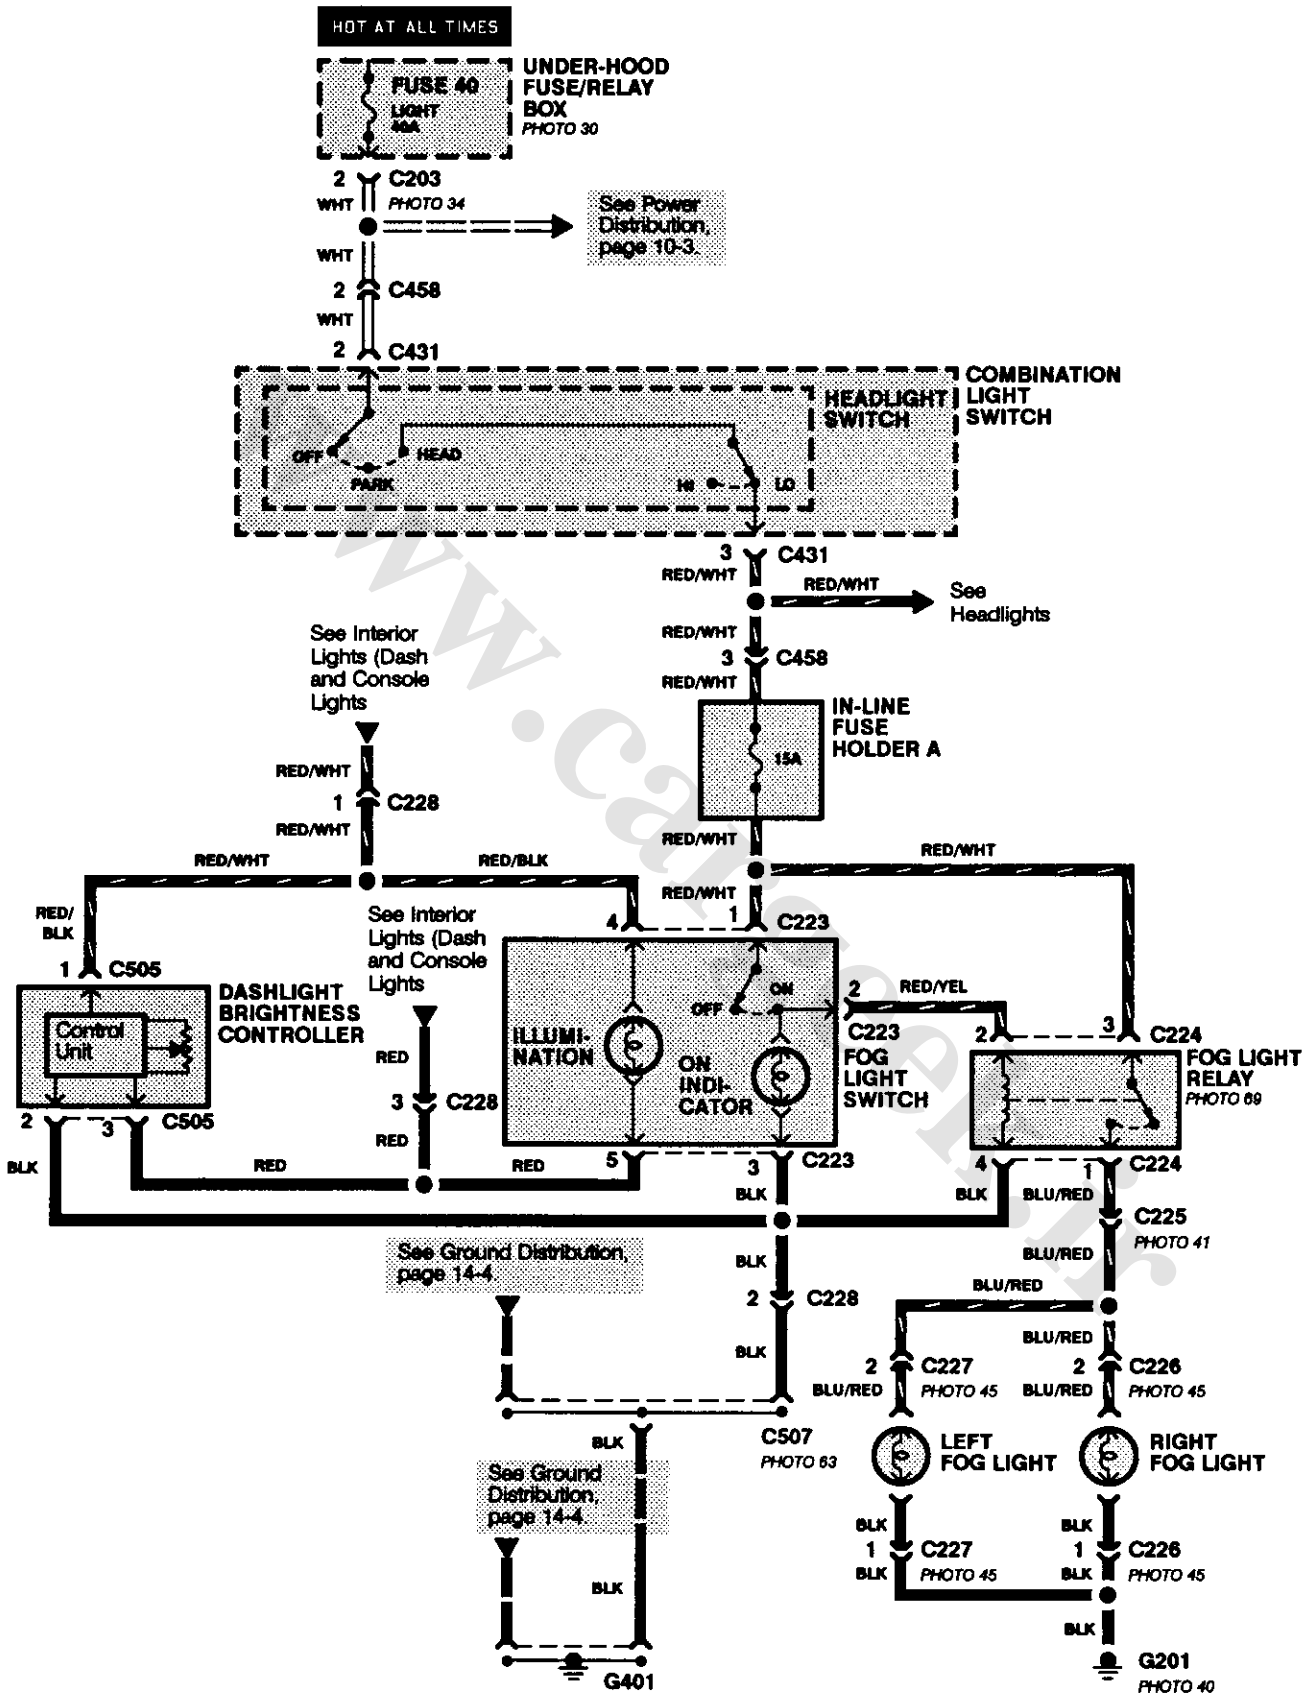 HOT AT ALL TIMES
UNDER-HOOD
FUSE/RELAY
BOX
PHOTO 30
FUSE 40
LIGHT
40A
2 C203
WHT PHOTO 34
See Power
Distribution,
page 10-3.
WHT
2 C458
WHT
2 C431
COMBINATION
LIGHT
SWITCH
HEADLIGHT
SWITCH
OFF HEAD
PARK
HI LO
3 C431
RED/WHT
RED/WHT
See
Headlights
RED/WHT
3 C458
RED/WHT
See Interior
Lights (Dash
and Console
Lights
IN-LINE
FUSE
HOLDER A
15A
RED/WHT
1 C228
RED/WHT
RED/WHT
RED/WHT
RED/WHT RED/BLK
RED/WHT
RED/
BLK
See Interior
Lights (Dash
and Console
Lights
4 1 C223
1 C505
DASHLIGHT
BRIGHTNESS
CONTROLLER
Control
Unit
OFF ON
2 RED/YEL
C223
FOG
LIGHT
SWITCH
ILLUMI-
NATION
ON
INDI-
CATOR
2 3 C224
FOG LIGHT
RELAY
PHOTO 69
RED
3 C228
RED
2 3 C505
BLK
RED RED
5 3 C223
BLK
4 1 C224
BLK BLU/RED
C225
PHOTO 41
See Ground Distribution,
page 14-4.
BLK
BLU/RED
BLU/RED
2 C228
BLK
BLU/RED
2 C227
BLU/RED PHOTO 45
2 C226
BLU/RED PHOTO 45
C507
PHOTO 63
BLK
LEFT
FOG LIGHT
RIGHT
FOG LIGHT
See Ground
Distribution,
page 14-4.
BLK
1 C227
BLK PHOTO 45
BLK
1 C226
BLK PHOTO 45
BLK
BLK
G401
G201
PHOTO 40
www.cargeek.ir